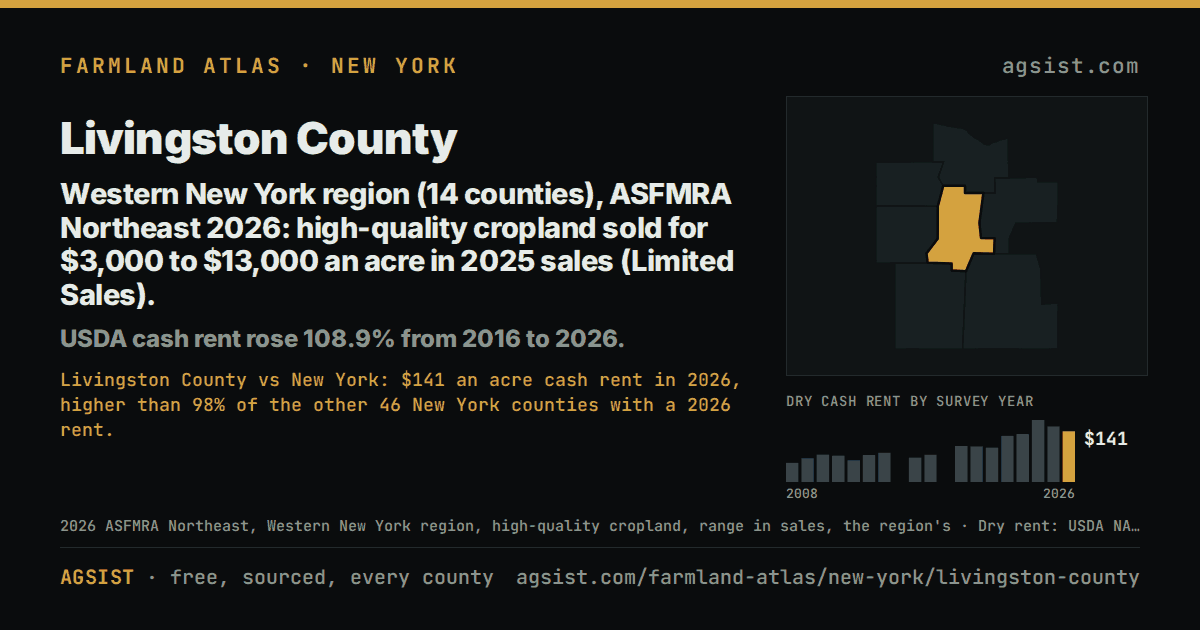 FARMLAND ATLAS · NEW YORK
agsist.com
Livingston County
Western New York region (14 counties), ASFMRA
Northeast 2026: high-quality cropland sold for
$3,000 to $13,000 an acre in 2025 sales (Limited
Sales).
USDA cash rent rose 108.9% from 2016 to 2026.
Livingston County vs New York: $141 an acre cash rent in 2026,
higher than 98% of the other 46 New York counties with a 2026
rent.
DRY CASH RENT BY SURVEY YEAR
$141
2008 2026
2026 ASFMRA Northeast, Western New York region, high-quality cropland, range in sales, the region's · Dry rent: USDA NA…
AGSIST · free, sourced, every county agsist.com/farmland-atlas/new-york/livingston-county